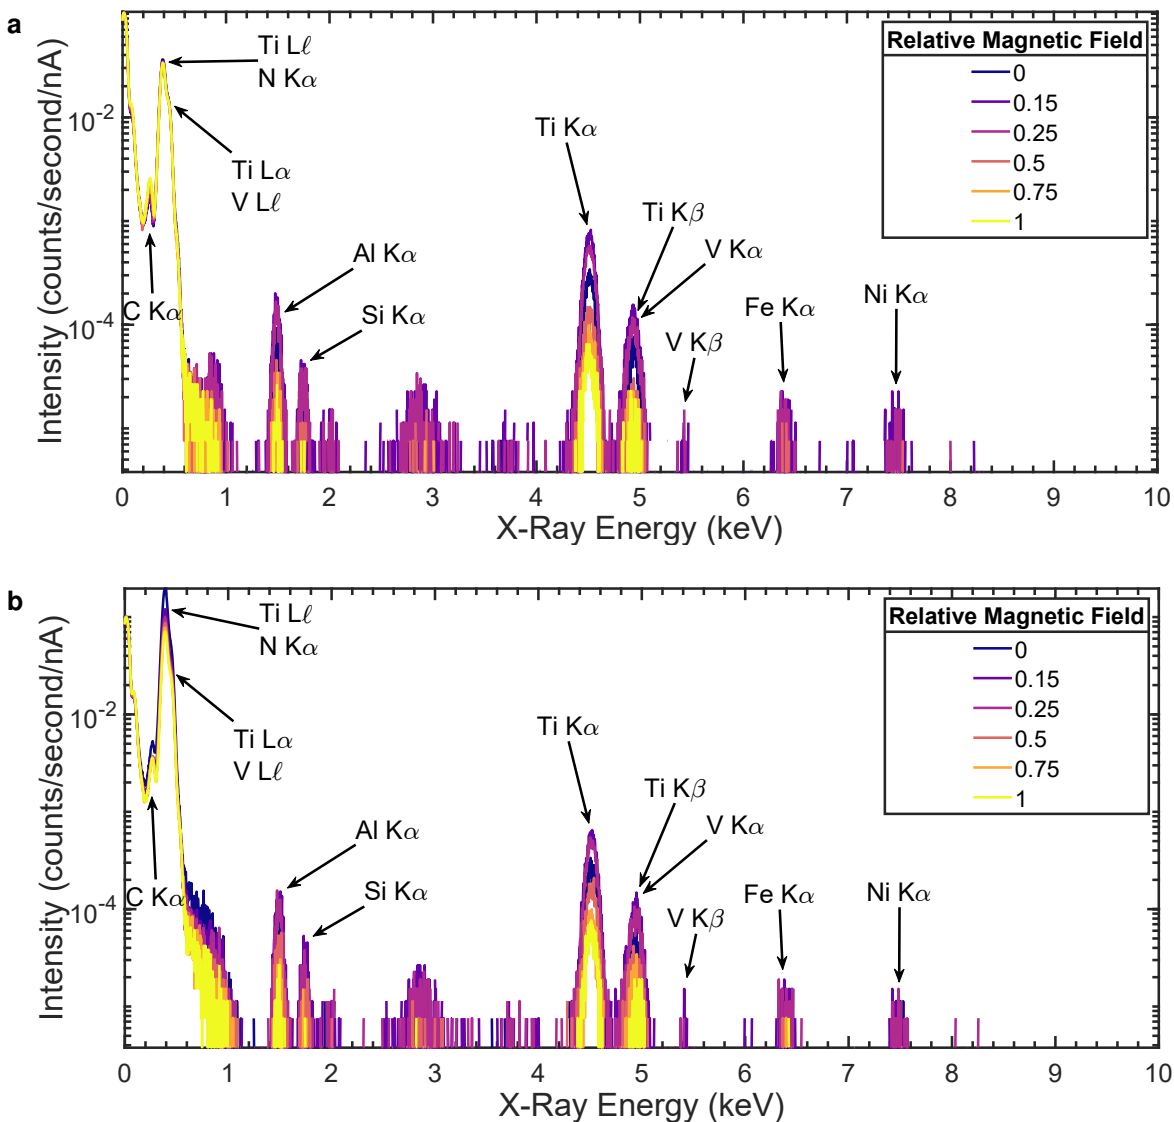 a
Relative Magnetic Field
0
0.15
0.25
0.5
0.75
1
Ti Lℓ
N Kα
Ti Lα
V Lℓ
C Kα
Al Kα
Si Kα
Ti Kα
Ti Kβ
V Kα
V Kβ
Fe Kα
Ni Kα
10⁻²
10⁻⁴
Intensity (counts/second/nA)
0 1 2 3 4 5 6 7 8 9 10
X-Ray Energy (keV)
b
Relative Magnetic Field
0
0.15
0.25
0.5
0.75
1
Ti Lℓ
N Kα
Ti Lα
V Lℓ
C Kα
Al Kα
Si Kα
Ti Kα
Ti Kβ
V Kα
V Kβ
Fe Kα
Ni Kα
10⁻²
10⁻⁴
Intensity (counts/second/nA)
0 1 2 3 4 5 6 7 8 9 10
X-Ray Energy (keV)